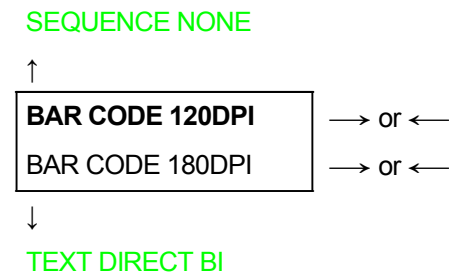 SEQUENCE NONE
↑
BAR CODE 120DPI → or ←
BAR CODE 180DPI → or ←
↓
TEXT DIRECT BI